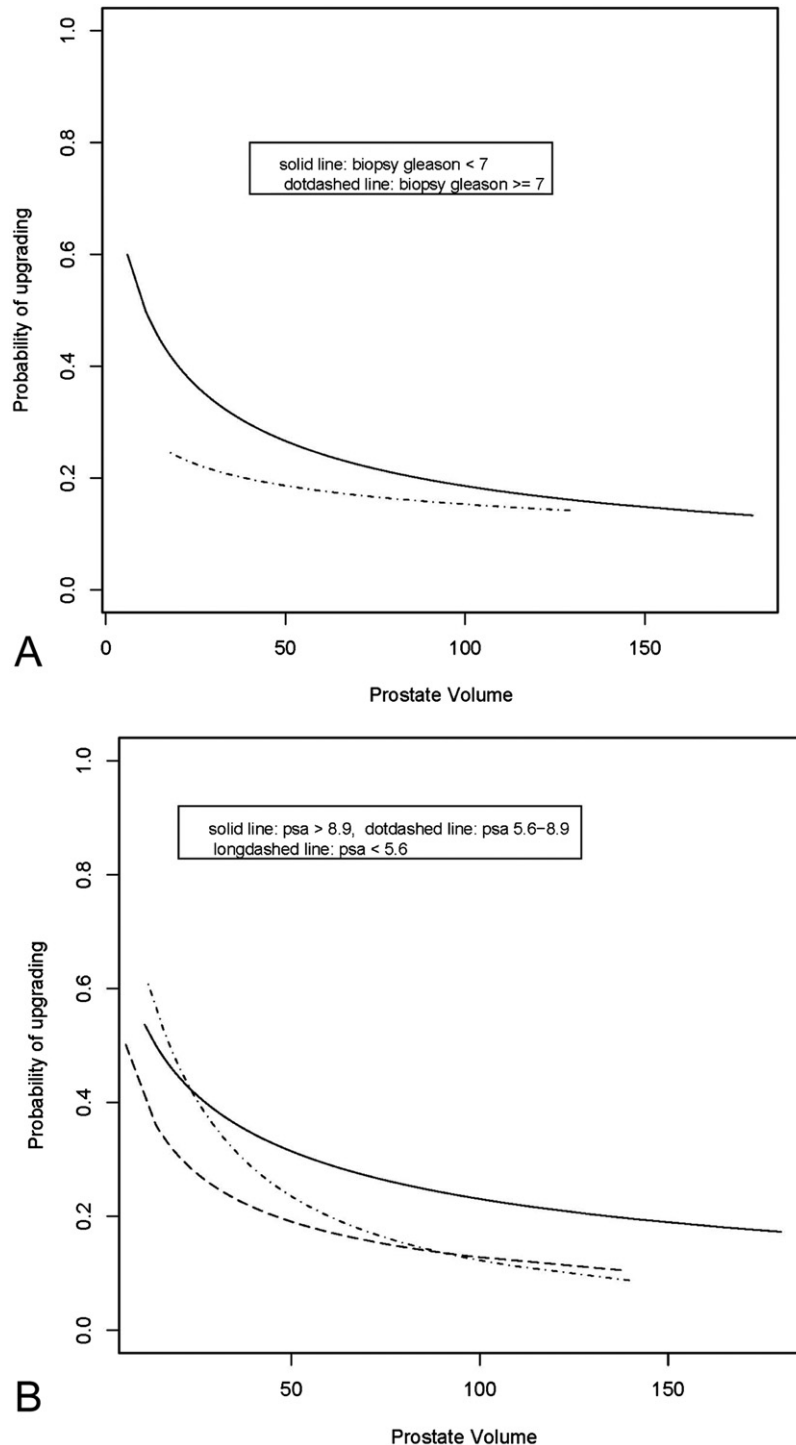 1.0
0.8
0.6
0.4
0.2
0.0
Probability of upgrading
solid line: biopsy gleason < 7
dotdashed line: biopsy gleason >= 7
0 50 100 150
Prostate Volume
A
1.0
0.8
0.6
0.4
0.2
0.0
Probability of upgrading
solid line: psa > 8.9, dotdashed line: psa 5.6−8.9
longdashed line: psa < 5.6
50 100 150
Prostate Volume
B